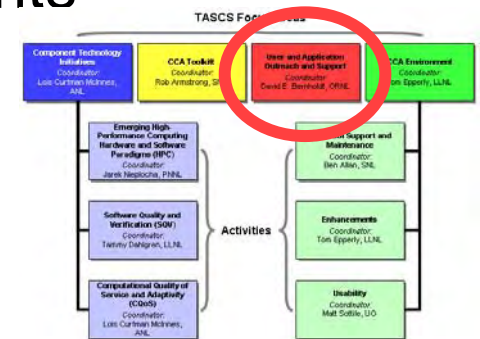 TASCS Fo
Component Technology
Initiatives
Coordinator:
Lois Curfman McInnes,
ANL
CCA Toolkit
Coordinator:
Rob Armstrong, S
User and Application
Outreach and Support
Coordinator:
David E. Bernholdt, ORNL
CCA Environment
Coordinator:
Tom Epperly, LLNL
Emerging High-
Performance Computing
Hardware and Software
Paradigms (HPC)
Coordinator:
Jarek Nieplocha, PNNL
Support and
Maintenance
Coordinator:
Ben Allan, SNL
Software Quality and
Verification (SQV)
Coordinator:
Tammy Dahlgren, LLNL
Activities
Enhancements
Coordinator:
Tom Epperly, LLNL
Computational Quality of
Service and Adaptivity
(CQoS)
Coordinator:
Lois Curfman McInnes,
ANL
Usability
Coordinator:
Matt Sottile, UO